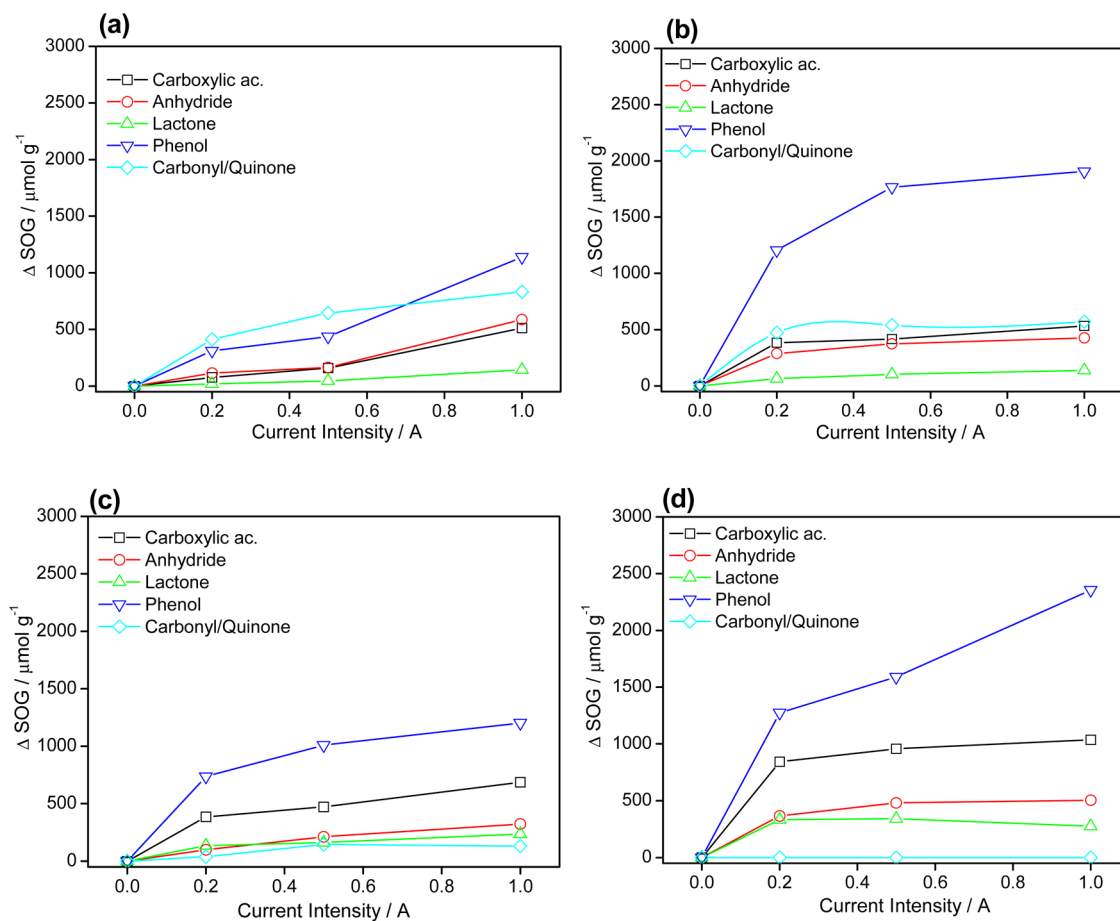 (a)
3000
2500
2000
1500
1000
500
0
Δ SOG / μmol g-1
Carboxylic ac.
Anhydride
Lactone
Phenol
Carbonyl/Quinone
0.0 0.2 0.4 0.6 0.8 1.0
Current Intensity / A
(b)
3000
2500
2000
1500
1000
500
0
Δ SOG / μmol g-1
Carboxylic ac.
Anhydride
Lactone
Phenol
Carbonyl/Quinone
0.0 0.2 0.4 0.6 0.8 1.0
Current Intensity / A
(c)
3000
2500
2000
1500
1000
500
0
Δ SOG / μmol g-1
Carboxylic ac.
Anhydride
Lactone
Phenol
Carbonyl/Quinone
0.0 0.2 0.4 0.6 0.8 1.0
Current Intensity / A
(d)
3000
2500
2000
1500
1000
500
0
Δ SOG / μmol g-1
Carboxylic ac.
Anhydride
Lactone
Phenol
Carbonyl/Quinone
0.0 0.2 0.4 0.6 0.8 1.0
Current Intensity / A